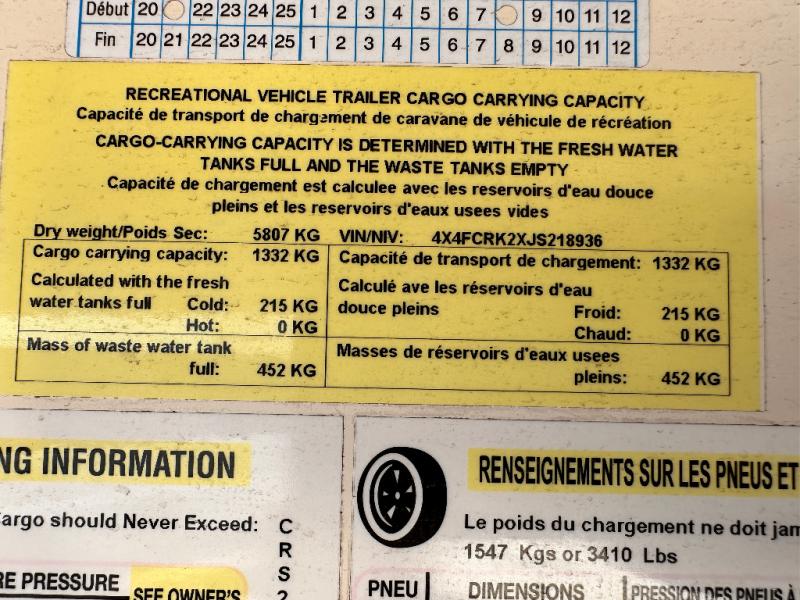 Début 20 22 23 24 25 1 2 3 4 5 6 7 9 10 11 12
Fin 20 21 22 23 24 25 1 2 3 4 5 6 7 8 9 10 11 12
RECREATIONAL VEHICLE TRAILER CARGO CARRYING CAPACITY
Capacité de transport de chargement de caravane de véhicule de récréation
CARGO-CARRYING CAPACITY IS DETERMINED WITH THE FRESH WATER
TANKS FULL AND THE WASTE TANKS EMPTY
Capacité de chargement est calculee avec les reservoirs d'eau douce
pleins et les reservoirs d'eaux usees vides
Dry weight/Poids Sec: 5807 KG VIN/NIV: 4X4FCRK2XJS218936
Cargo carrying capacity: 1332 KG
Calculated with the fresh
water tanks full Cold: 215 KG
Hot: 0 KG
Mass of waste water tank
full: 452 KG
Capacité de transport de chargement: 1332 KG
Calculé ave les réservoirs d'eau
douce pleins Froid: 215 KG
Chaud: 0 KG
Masses de réservoirs d'eaux usees
pleins: 452 KG
NG INFORMATION
Cargo should Never Exceed:
C
R
S
RE PRESSURE SEE OWNER'S
RENSEIGNEMENTS SUR LES PNEUS ET
Le poids du chargement ne doit jam
1547 Kgs or 3410 Lbs
PNEU DIMENSIONS PRESSION DES PNEUS À